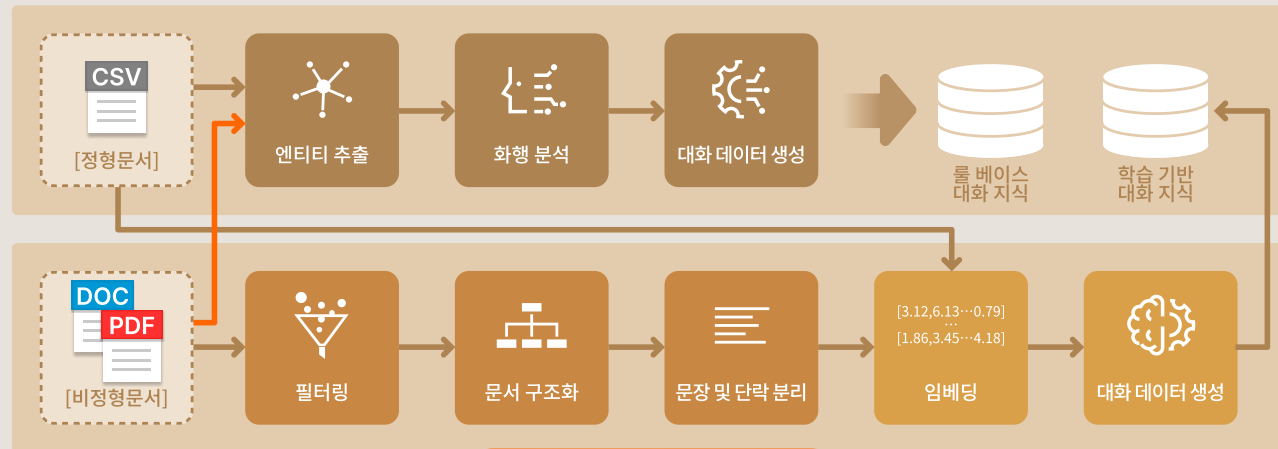 CSV
[정형문서]
엔티티 추출
화행 분석
대화 데이터 생성
룰 베이스
대화 지식
학습 기반
대화 지식
DOC
PDF
[비정형문서]
필터링
문서 구조화
문장 및 단락 분리
[3.12,6.13…0.79]
…
[1.86,3.45…4.18]
임베딩
대화 데이터 생성